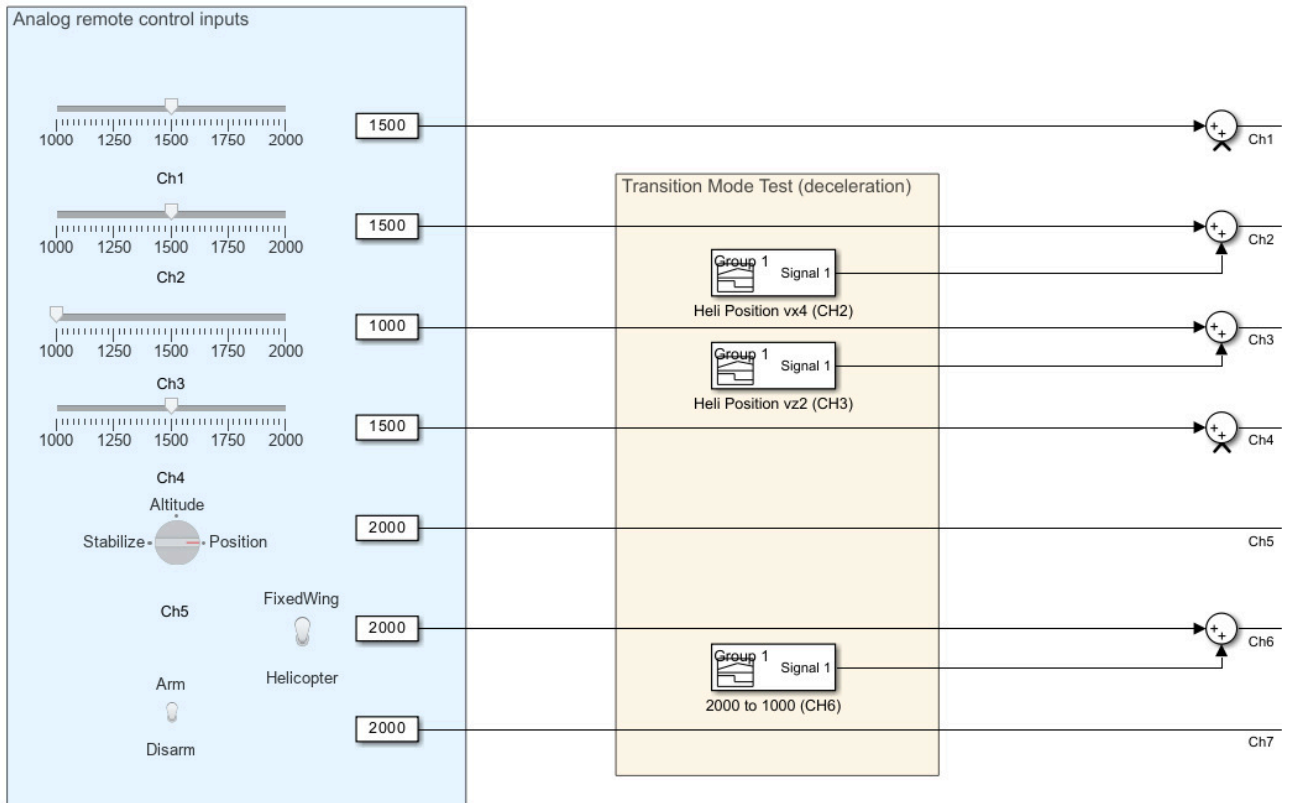 Analog remote control inputs
1000 1250 1500 1750 2000
Ch1
1500
Ch1
Transition Mode Test (deceleration)
1000 1250 1500 1750 2000
Ch2
1500
Ch2
Group 1
Signal 1
Heli Position vx4 (CH2)
1000 1250 1500 1750 2000
Ch3
1000
Ch3
Group 1
Signal 1
Heli Position vz2 (CH3)
1000 1250 1500 1750 2000
Ch4
1500
Ch4
Altitude
Stabilize
Position
Ch5
2000
Ch5
FixedWing
Helicopter
2000
Ch6
Group 1
Signal 1
2000 to 1000 (CH6)
Arm
Disarm
2000
Ch7